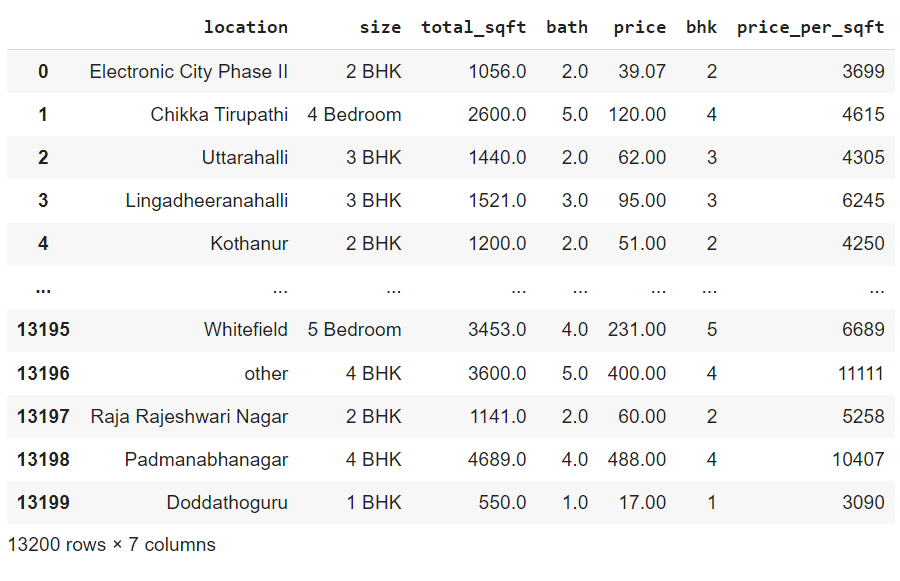 location size total_sqft bath price bhk price_per_sqft
0 Electronic City Phase II 2 BHK 1056.0 2.0 39.07 2 3699
1 Chikka Tirupathi 4 Bedroom 2600.0 5.0 120.00 4 4615
2 Uttarahalli 3 BHK 1440.0 2.0 62.00 3 4305
3 Lingadheeranahalli 3 BHK 1521.0 3.0 95.00 3 6245
4 Kothanur 2 BHK 1200.0 2.0 51.00 2 4250
... ... ... ... ... ... ... ...
13195 Whitefield 5 Bedroom 3453.0 4.0 231.00 5 6689
13196 other 4 BHK 3600.0 5.0 400.00 4 11111
13197 Raja Rajeshwari Nagar 2 BHK 1141.0 2.0 60.00 2 5258
13198 Padmanabhanagar 4 BHK 4689.0 4.0 488.00 4 10407
13199 Doddathoguru 1 BHK 550.0 1.0 17.00 1 3090
13200 rows × 7 columns